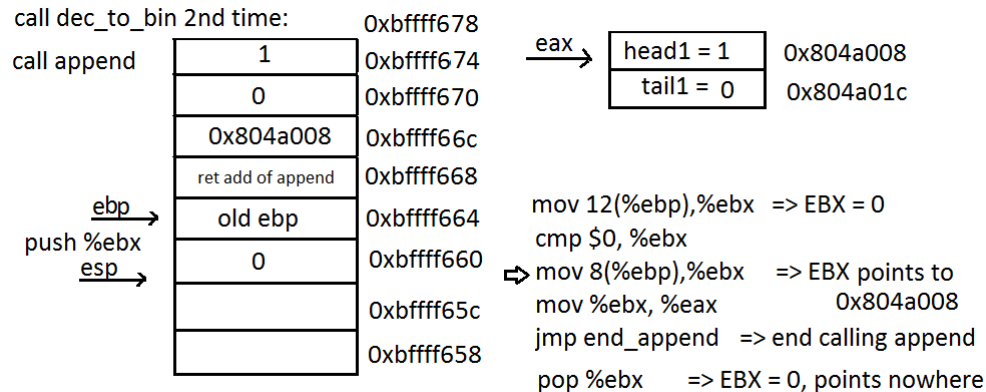 call dec_to_bin 2nd time:
0xbffff678
call append
1
0xbffff674
0
0xbffff670
0x804a008
0xbffff66c
ret add of append
0xbffff668
ebp
old ebp
0xbffff664
push %ebx
esp
0
0xbffff660
0xbffff65c
0xbffff658
eax
head1 = 1
0x804a008
tail1 = 0
0x804a01c
mov 12(%ebp),%ebx => EBX = 0
cmp $0, %ebx
mov 8(%ebp),%ebx => EBX points to
mov %ebx, %eax 0x804a008
jmp end_append => end calling append
pop %ebx => EBX = 0, points nowhere